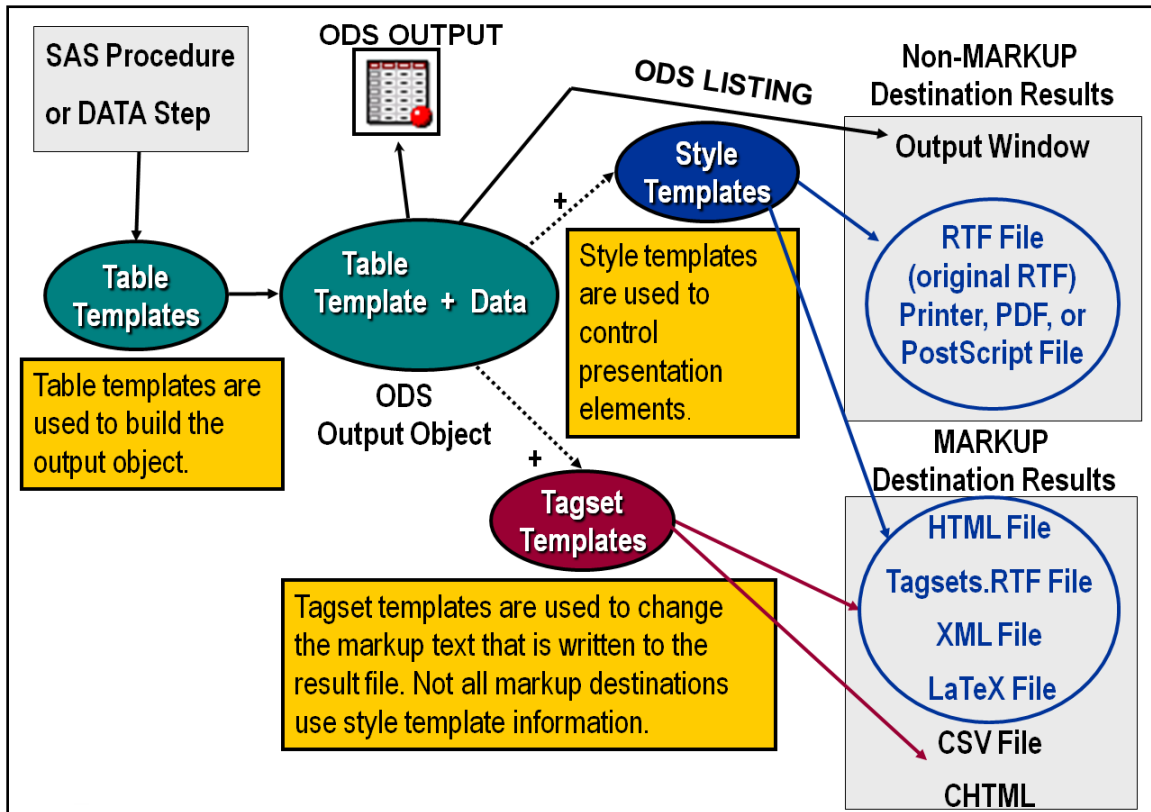 SAS Procedure
or DATA Step
ODS OUTPUT
ODS LISTING
Non-MARKUP
Destination Results
Output Window
RTF File
(original RTF)
Printer, PDF, or
PostScript File
Style
Templates
+
Style templates
are used to
control
presentation
elements.
Table
Templates
Table
Template + Data
ODS
Output Object
Table templates are
used to build the
output object.
+
Tagset
Templates
Tagset templates are used to change
the markup text that is written to the
result file. Not all markup destinations
use style template information.
MARKUP
Destination Results
HTML File
Tagsets.RTF File
XML File
LaTeX File
CSV File
CHTML